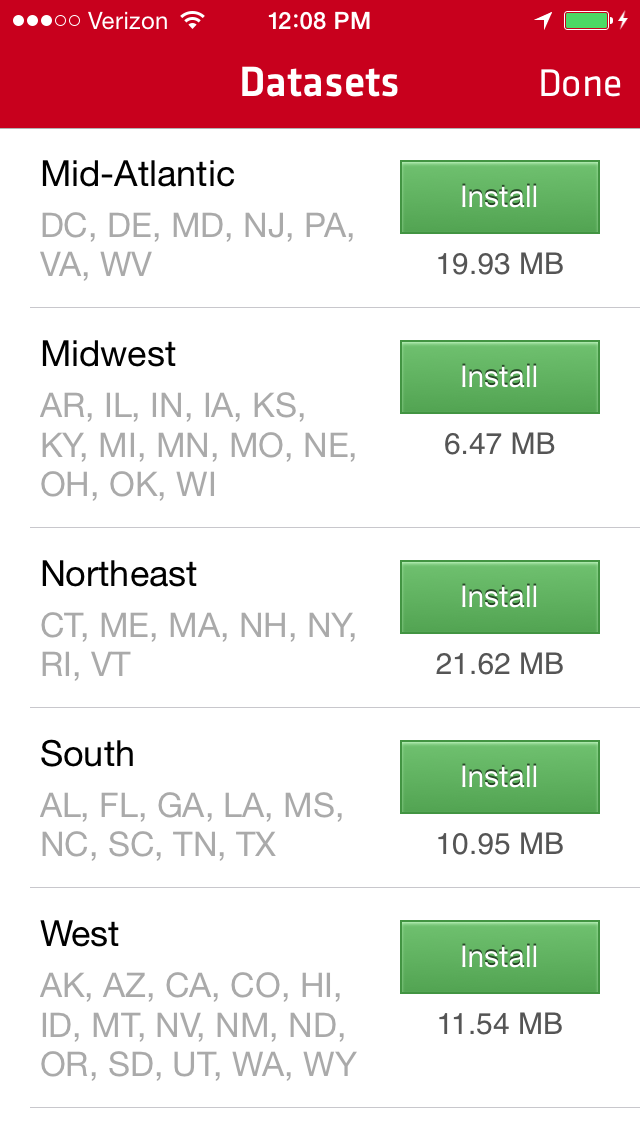 Verizon 12:08 PM
Datasets Done
Mid-Atlantic
DC, DE, MD, NJ, PA,
VA, WV
Install
19.93 MB
Midwest
AR, IL, IN, IA, KS,
KY, MI, MN, MO, NE,
OH, OK, WI
Install
6.47 MB
Northeast
CT, ME, MA, NH, NY,
RI, VT
Install
21.62 MB
South
AL, FL, GA, LA, MS,
NC, SC, TN, TX
Install
10.95 MB
West
AK, AZ, CA, CO, HI,
ID, MT, NV, NM, ND,
OR, SD, UT, WA, WY
Install
11.54 MB